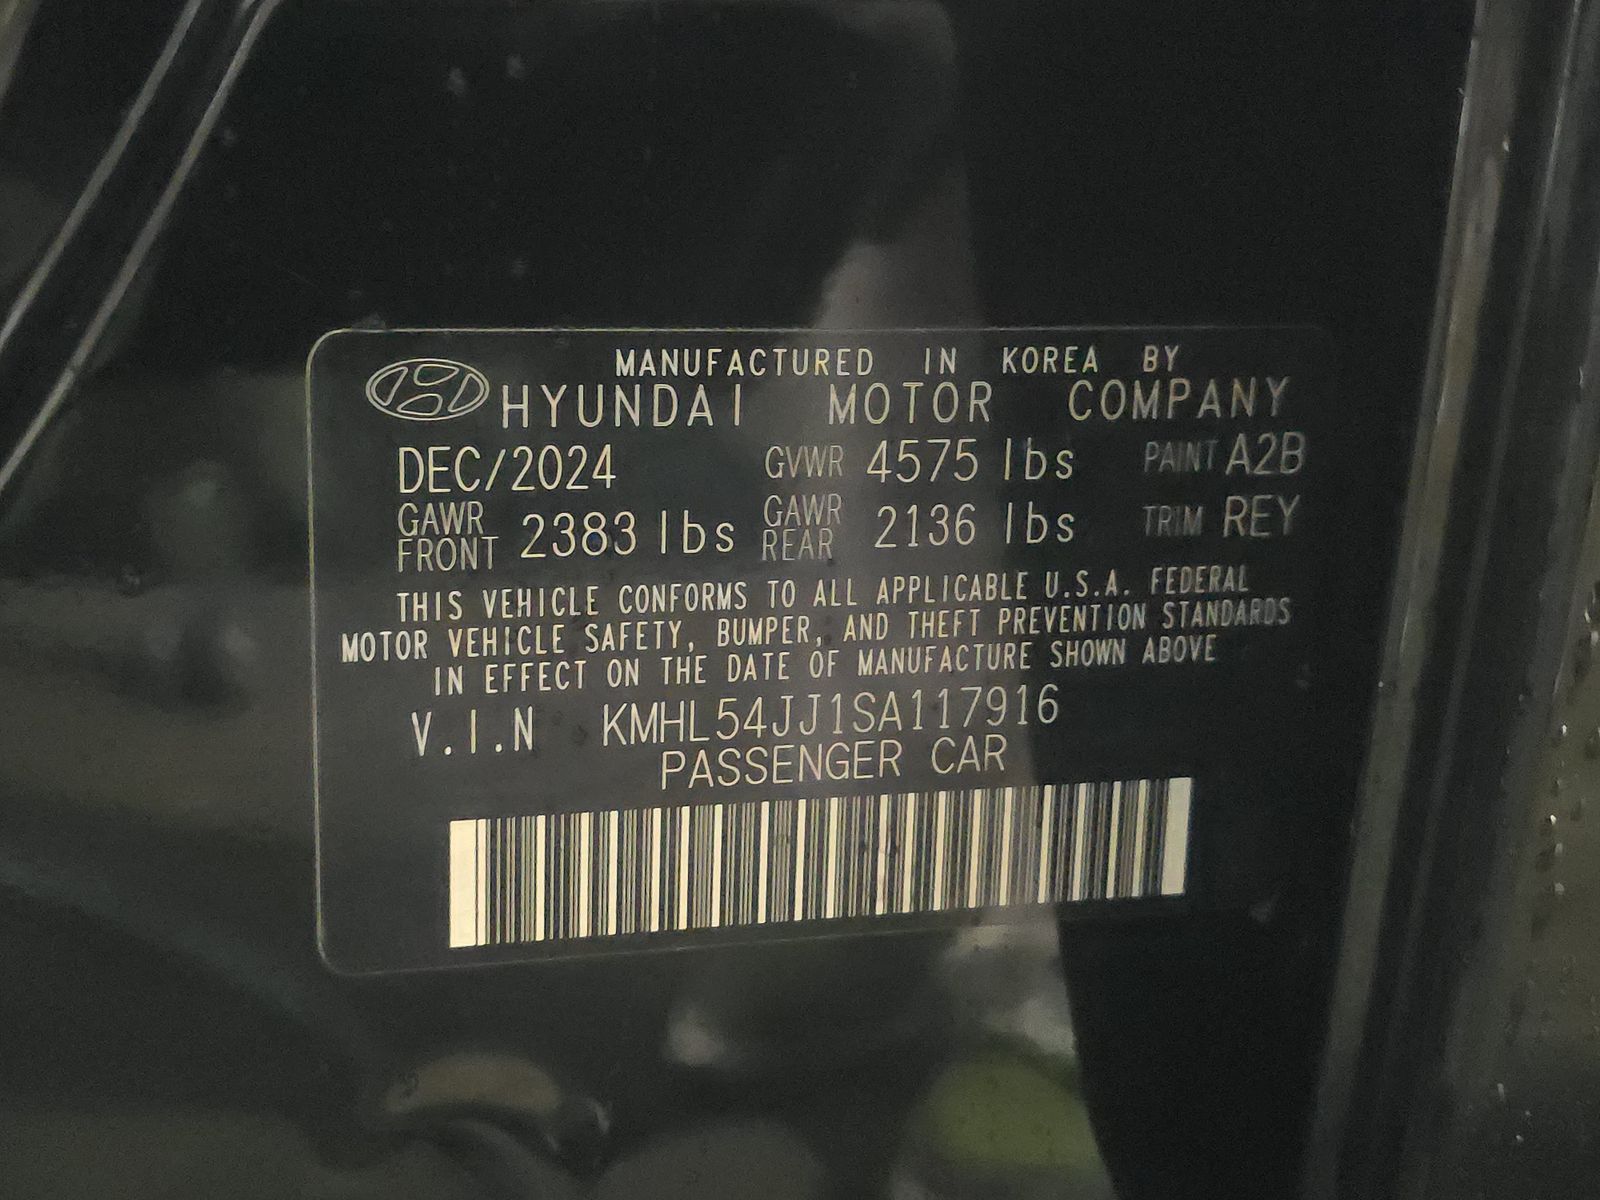 MANUFACTURED IN KOREA BY
HYUNDAI MOTOR COMPANY
DEC/2024 GVWR 4575 lbs PAINT A2B
GAWR FRONT 2383 lbs GAWR REAR 2136 lbs TRIM REY
THIS VEHICLE CONFORMS TO ALL APPLICABLE U.S.A. FEDERAL
MOTOR VEHICLE SAFETY, BUMPER, AND THEFT PREVENTION STANDARDS
IN EFFECT ON THE DATE OF MANUFACTURE SHOWN ABOVE
V.I.N KMHL54JJ1SA117916
PASSENGER CAR